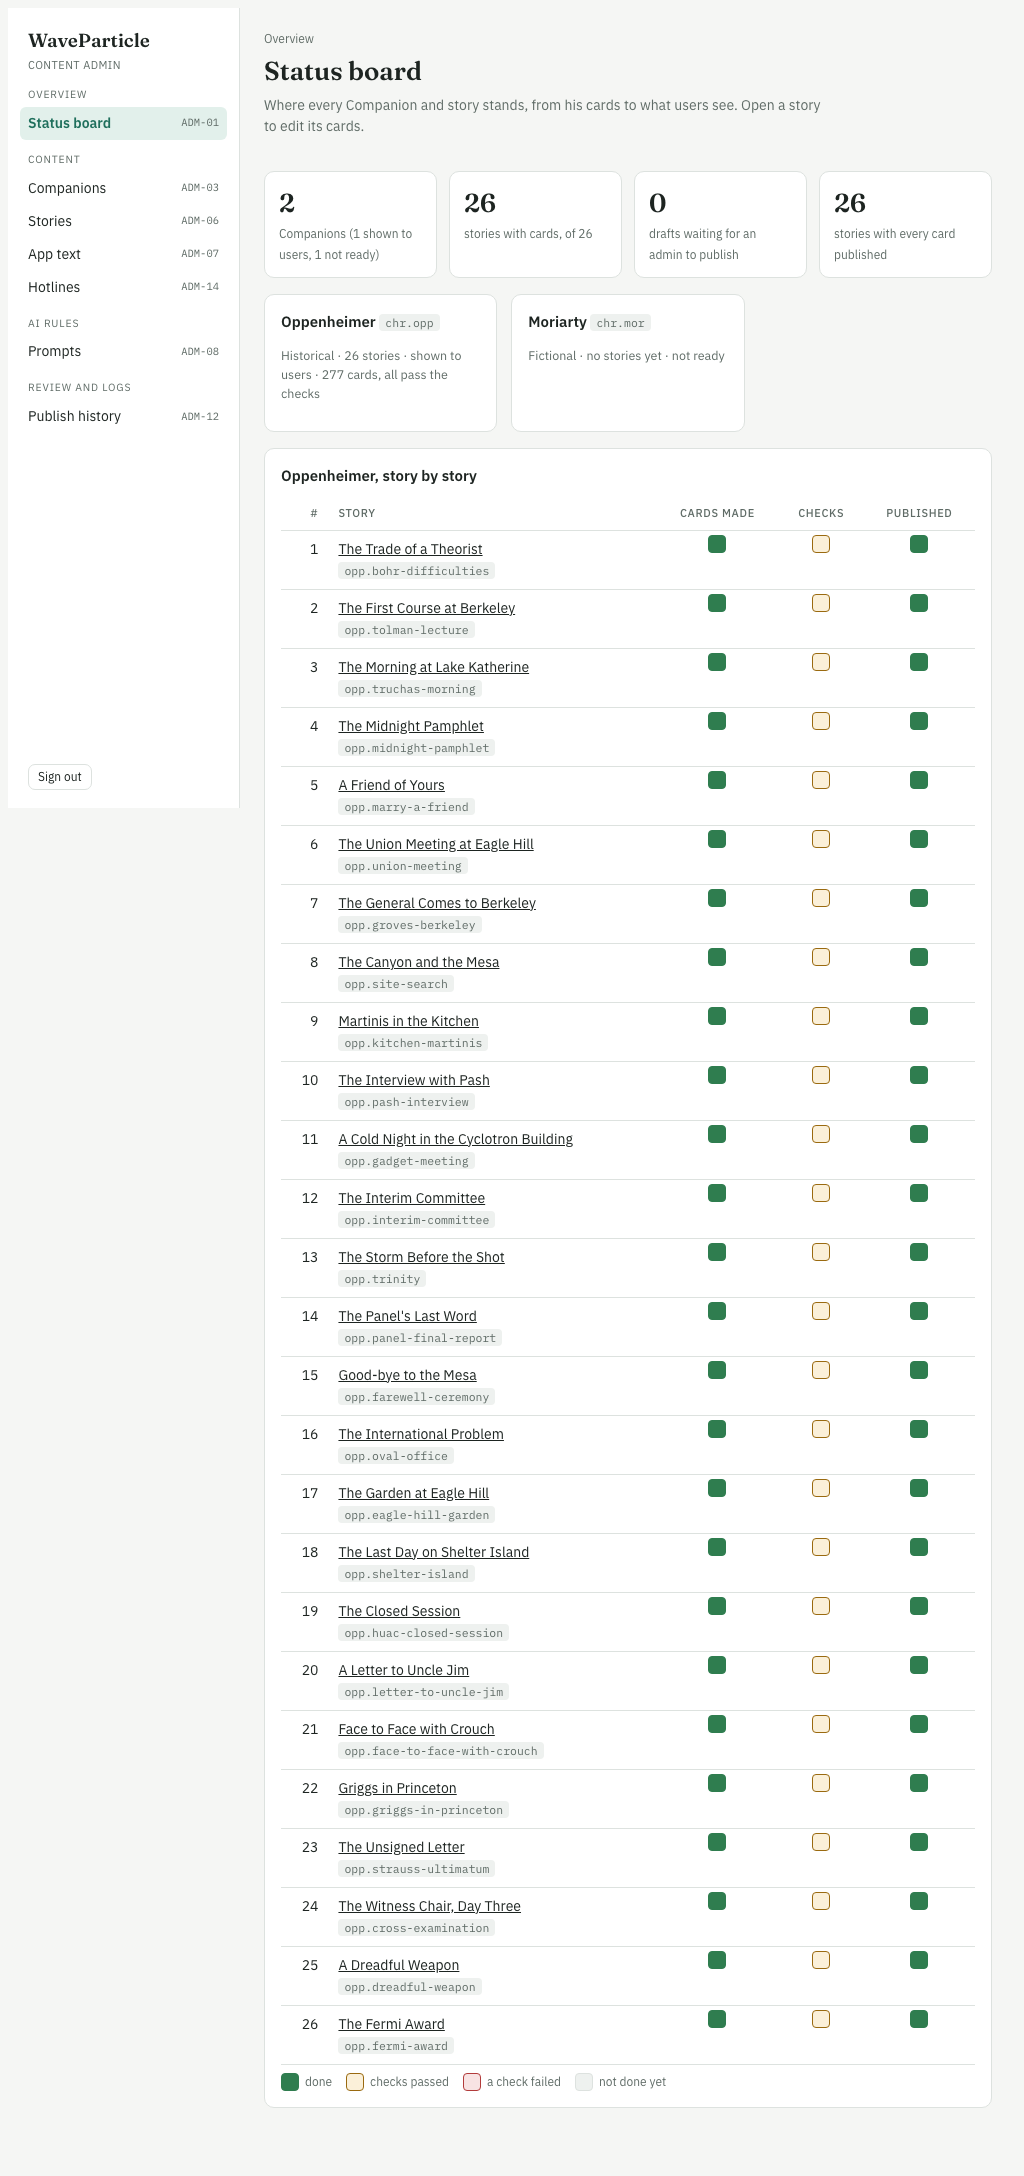 WaveParticle
CONTENT ADMIN
OVERVIEW
Status board ADM-01
CONTENT
Companions ADM-03
Stories ADM-06
App text ADM-07
Hotlines ADM-14
AI RULES
Prompts ADM-08
REVIEW AND LOGS
Publish history ADM-12
Sign out
Overview
Status board
Where every Companion and story stands, from his cards to what users see. Open a story
to edit its cards.
2
Companions (1 shown to
users, 1 not ready)
26
stories with cards, of 26
0
drafts waiting for an
admin to publish
26
stories with every card
published
Oppenheimer chr.opp
Historical · 26 stories · shown to
users · 277 cards, all pass the
checks
Moriarty chr.mor
Fictional · no stories yet · not ready
Oppenheimer, story by story
# STORY CARDS MADE CHECKS PUBLISHED
1 The Trade of a Theorist
opp.bohr-difficulties
2 The First Course at Berkeley
opp.tolman-lecture
3 The Morning at Lake Katherine
opp.truchas-morning
4 The Midnight Pamphlet
opp.midnight-pamphlet
5 A Friend of Yours
opp.marry-a-friend
6 The Union Meeting at Eagle Hill
opp.union-meeting
7 The General Comes to Berkeley
opp.groves-berkeley
8 The Canyon and the Mesa
opp.site-search
9 Martinis in the Kitchen
opp.kitchen-martinis
10 The Interview with Pash
opp.pash-interview
11 A Cold Night in the Cyclotron Building
opp.gadget-meeting
12 The Interim Committee
opp.interim-committee
13 The Storm Before the Shot
opp.trinity
14 The Panel's Last Word
opp.panel-final-report
15 Good-bye to the Mesa
opp.farewell-ceremony
16 The International Problem
opp.oval-office
17 The Garden at Eagle Hill
opp.eagle-hill-garden
18 The Last Day on Shelter Island
opp.shelter-island
19 The Closed Session
opp.huac-closed-session
20 A Letter to Uncle Jim
opp.letter-to-uncle-jim
21 Face to Face with Crouch
opp.face-to-face-with-crouch
22 Griggs in Princeton
opp.griggs-in-princeton
23 The Unsigned Letter
opp.strauss-ultimatum
24 The Witness Chair, Day Three
opp.cross-examination
25 A Dreadful Weapon
opp.dreadful-weapon
26 The Fermi Award
opp.fermi-award
done checks passed a check failed not done yet